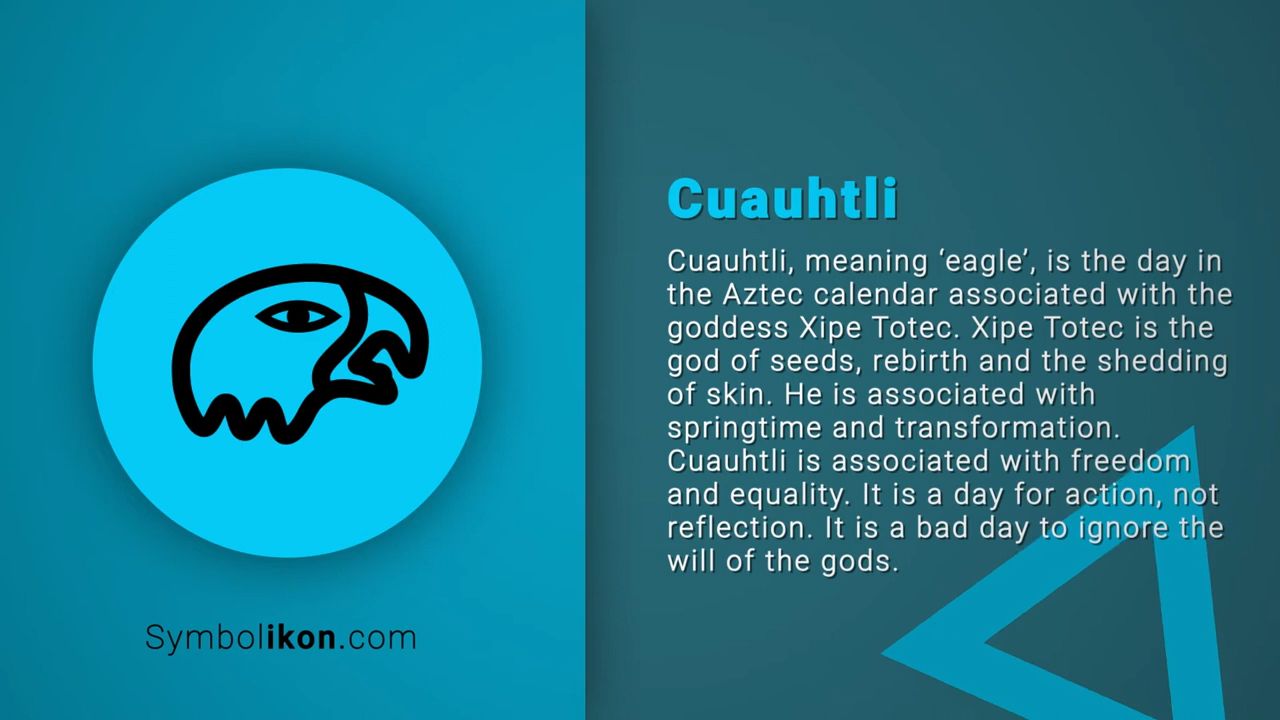 Cuauhtli
Cuauhtli, meaning ‘eagle’, is the day in
the Aztec calendar associated with the
goddess Xipe Totec. Xipe Totec is the
god of seeds, rebirth and the shedding
of skin. He is associated with
springtime and transformation.
Cuauhtli is associated with freedom
and equality. It is a day for action, not
reflection. It is a bad day to ignore the
will of the gods.
Symbolikon.com